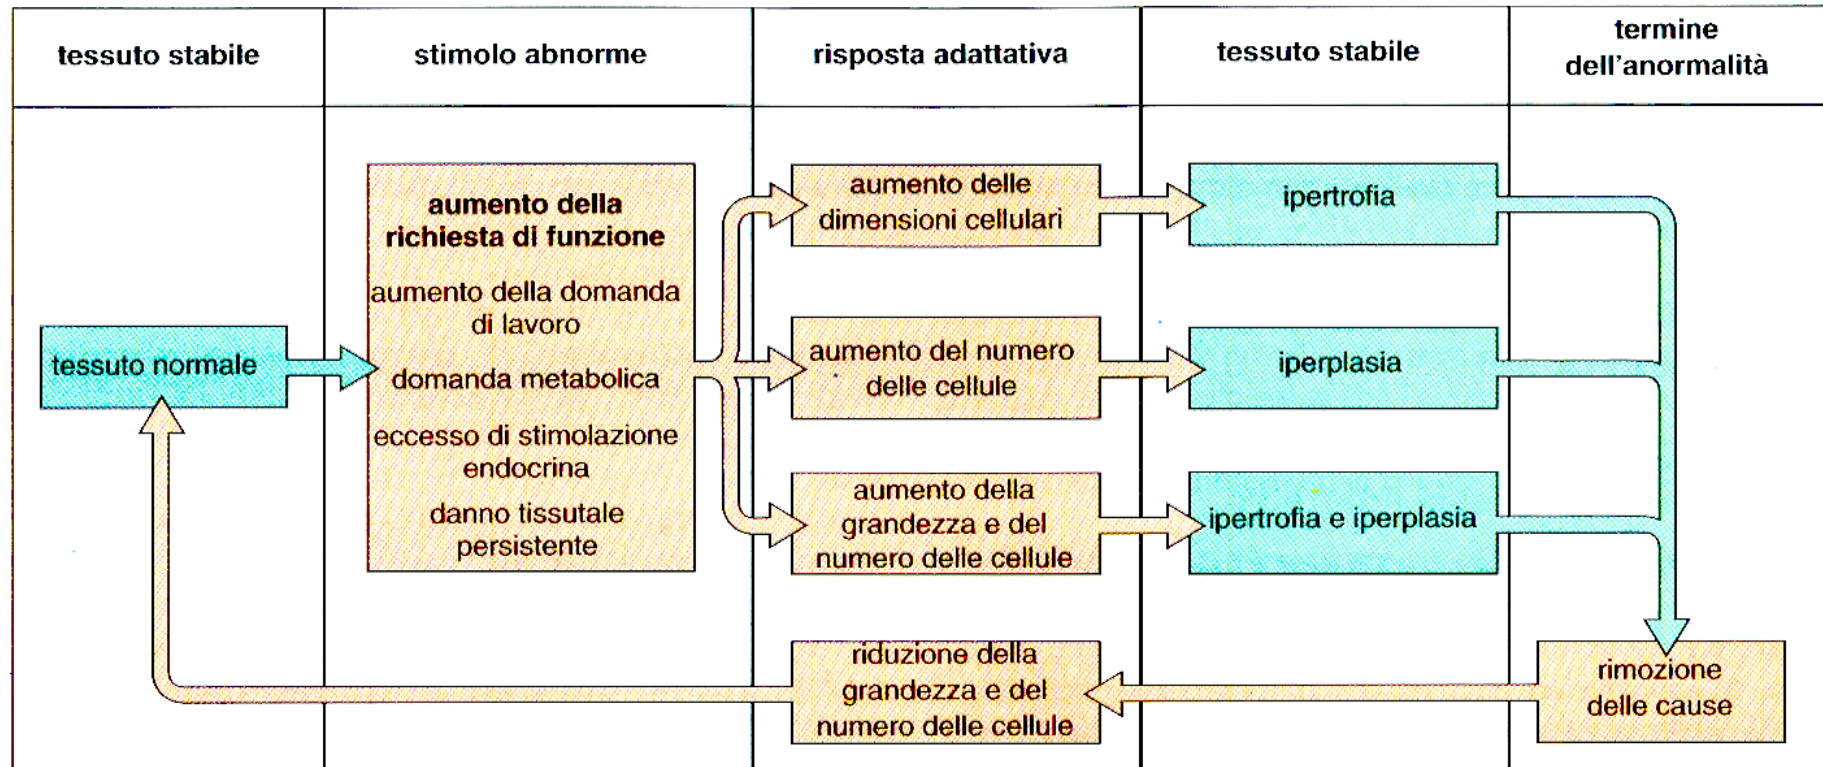 tessuto stabile
stimolo abnorme
risposta adattativa
tessuto stabile
termine
dell'anormalità
tessuto normale
aumento della
richiesta di funzione
aumento della domanda
di lavoro
domanda metabolica
eccesso di stimolazione
endocrina
danno tissutale
persistente
aumento delle
dimensioni cellulari
ipertrofia
aumento del numero
delle cellule
iperplasia
aumento della
grandezza e del
numero delle cellule
ipertrofia e iperplasia
riduzione della
grandezza e del
numero delle cellule
rimozione
delle cause